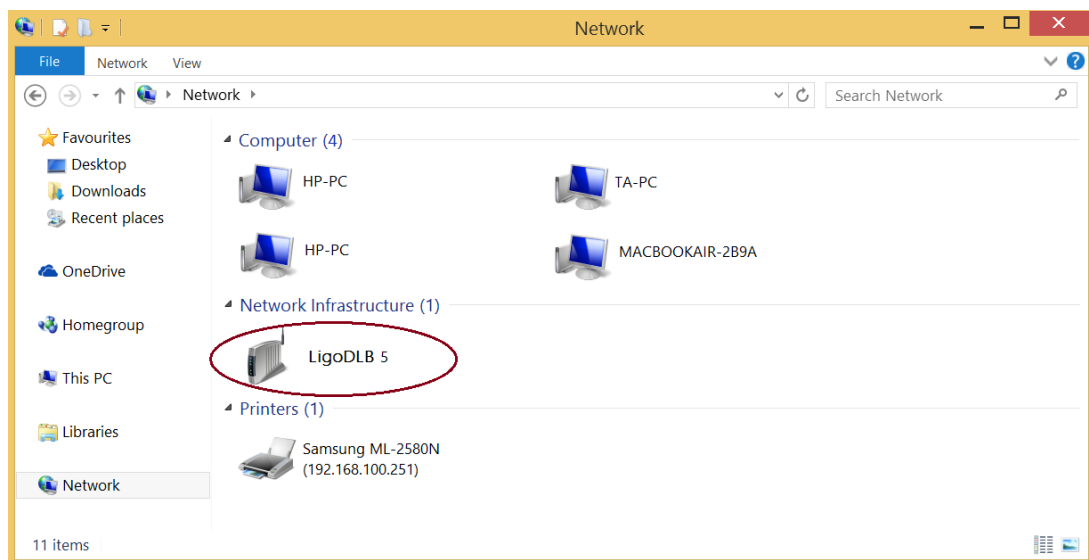 Network
File Network View
Network
Search Network
Favourites
Desktop
Downloads
Recent places
OneDrive
Homegroup
This PC
Libraries
Network
Computer (4)
HP-PC
TA-PC
HP-PC
MACBOOKAIR-2B9A
Network Infrastructure (1)
LigoDLB 5
Printers (1)
Samsung ML-2580N
(192.168.100.251)
11 items